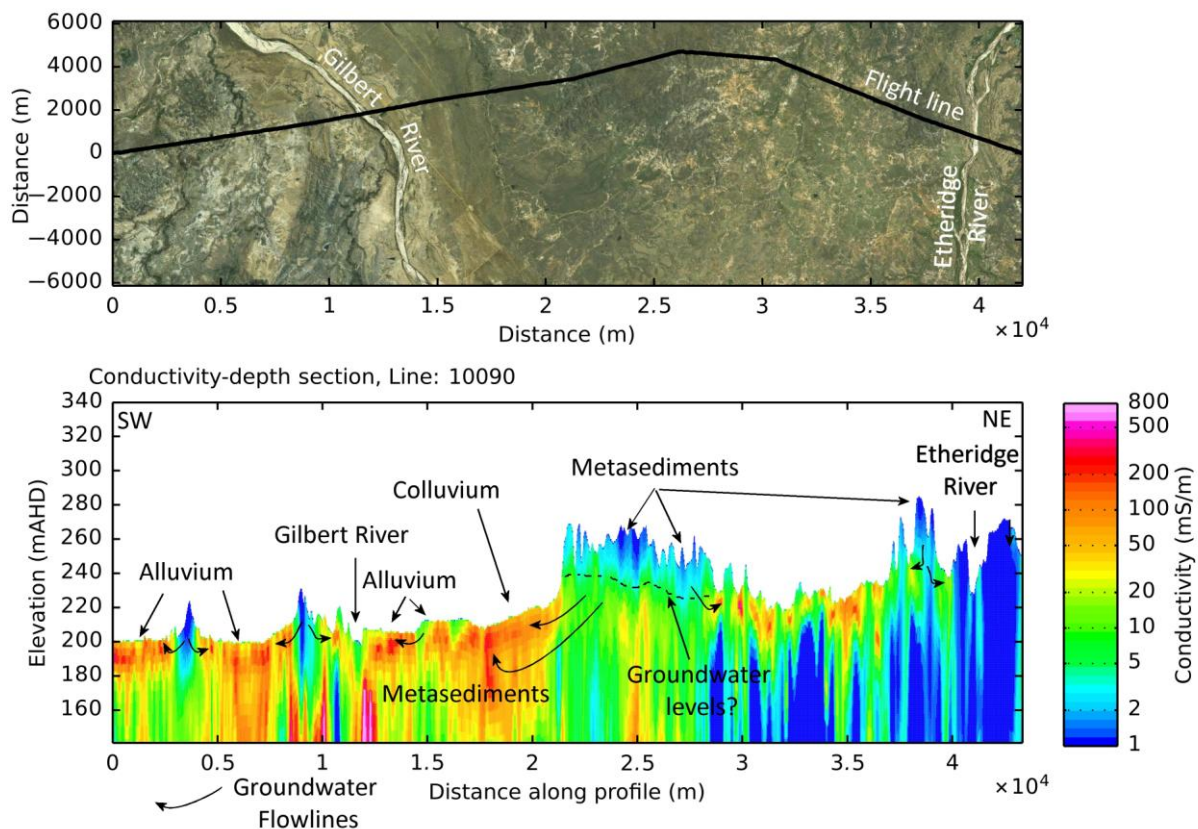 6000
4000
2000
0
−2000
−4000
−6000
Distance (m)
Gilbert
River
Flight line
Etheridge
River
0
0.5
1
1.5
2
2.5
3
3.5
4
Distance (m)
×10⁴
Conductivity-depth section, Line: 10090
340
320
300
280
260
240
220
200
180
160
Elevation (mAHD)
SW
NE
Metasediments
Etheridge
River
Colluvium
Gilbert River
Alluvium
Alluvium
Metasediments
Groundwater
levels?
0
0.5
1
1.5
2
2.5
3
3.5
4
×10⁴
Distance along profile (m)
Groundwater
Flowlines
800
500
200
100
50
20
10
5
2
1
Conductivity (mS/m)